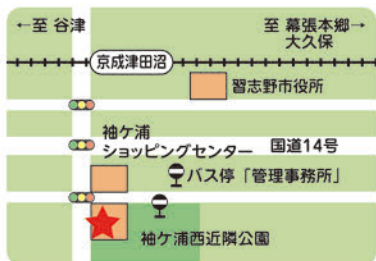 ←至 谷津
至 幕張本郷→
大久保
京成津田沼
習志野市役所
袖ケ浦
ショッピングセンター
国道14号
バス停「管理事務所」
袖ケ浦西近隣公園